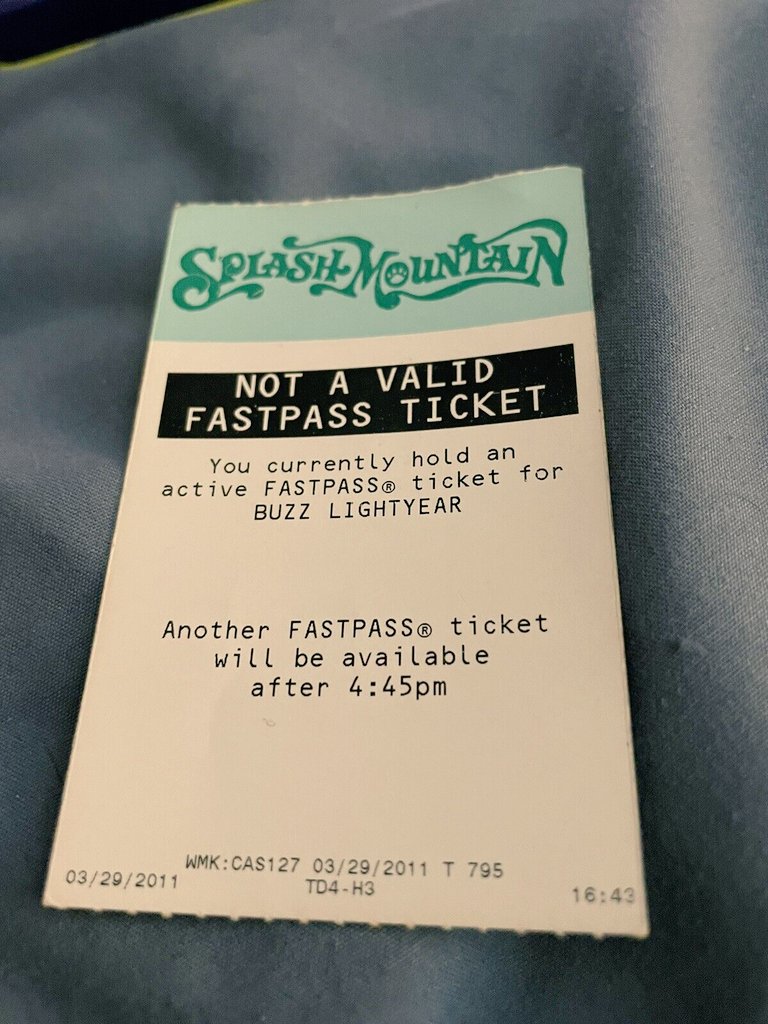 SPLASH MOUNTAIN
NOT A VALID
FASTPASS TICKET
You currently hold an
active FASTPASS® ticket for
BUZZ LIGHTYEAR
Another FASTPASS® ticket
will be available
after 4:45pm
WMK:CAS127 03/29/2011 T 795
03/29/2011 TD4-H3 16:43